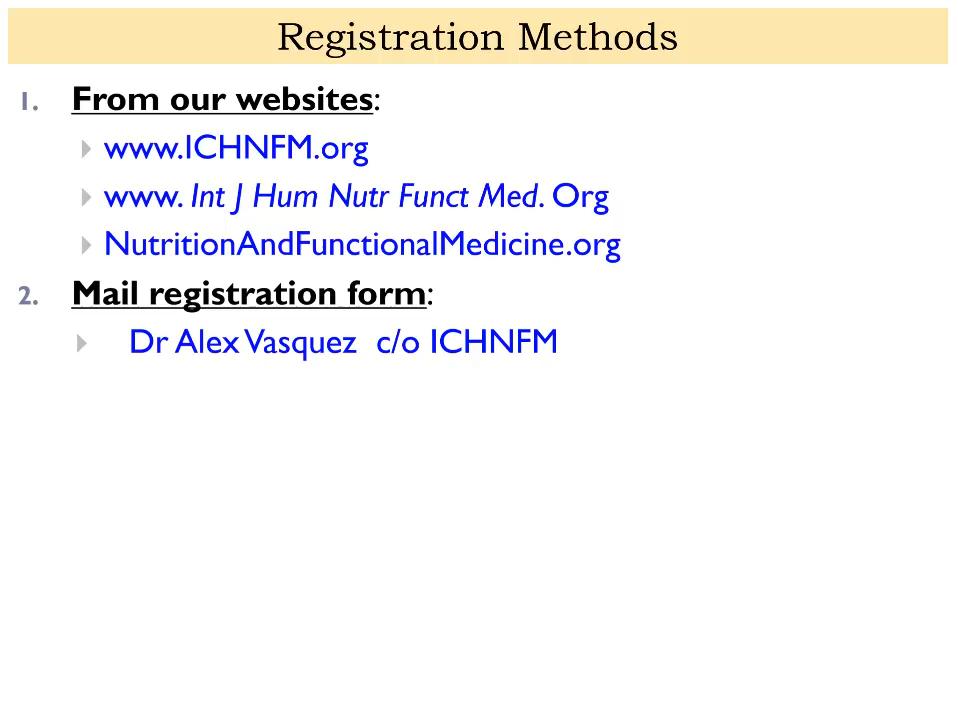 Registration Methods
1. From our websites:
www.ICHNFM.org
www. Int J Hum Nutr Funct Med. Org
NutritionAndFunctionalMedicine.org
2. Mail registration form:
Dr Alex Vasquez c/o ICHNFM